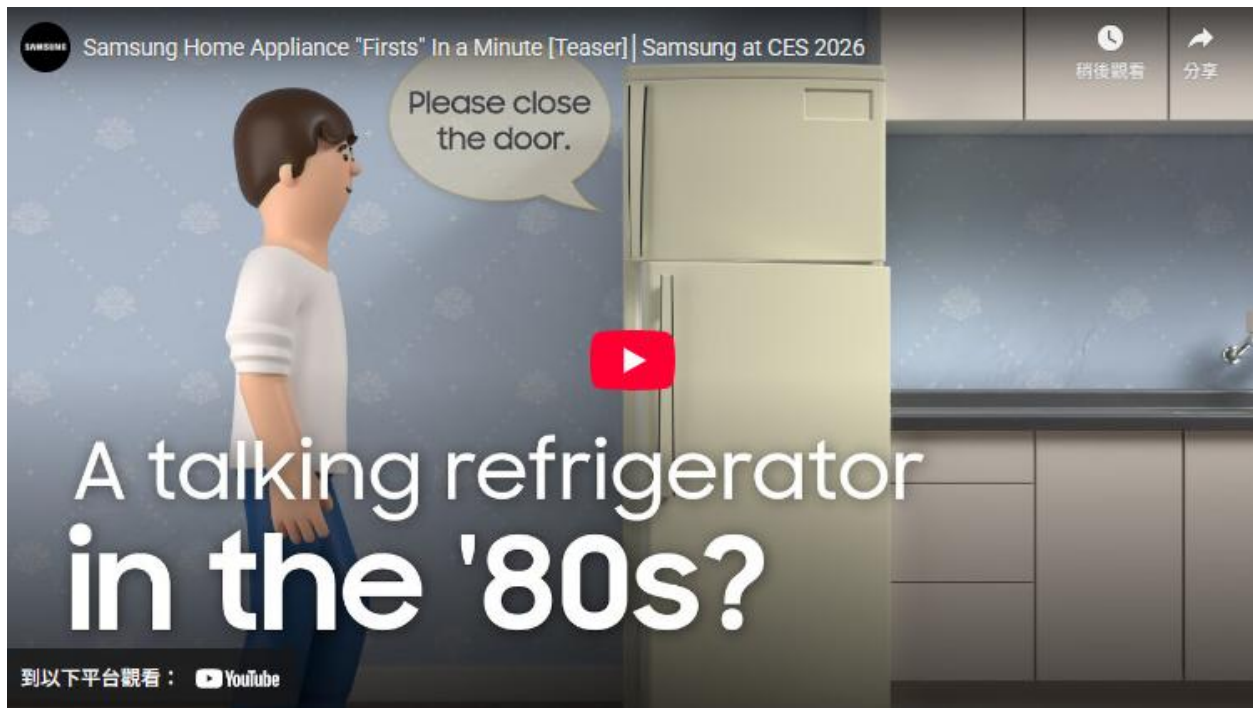 SAMSUNG
Samsung Home Appliance "Firsts" In a Minute [Teaser] | Samsung at CES 2026
稍後觀看
分享
Please close
the door.
A talking refrigerator
in the '80s?
到以下平台觀看： YouTube